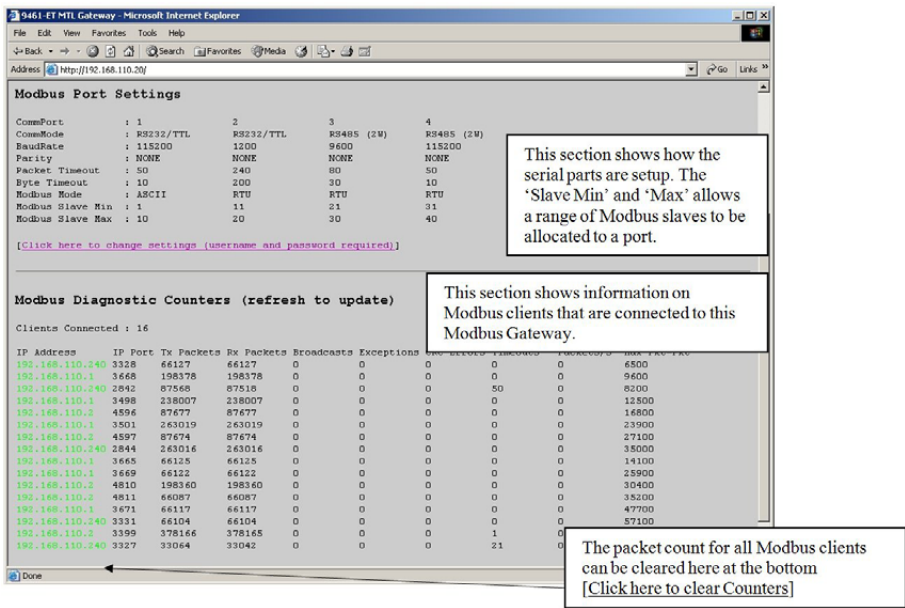 9461-ET MTL Gateway - Microsoft Internet Explorer
File Edit View Favorites Tools Help
Back Search Favorites Media
Address http://192.168.110.20/ Go Links »
Modbus Port Settings
CommPort : 1 2 3 4
CommMode : RS232/TTL RS232/TTL RS485 (2W) RS485 (2W)
BaudRate : 115200 1200 9600 115200
Parity : NONE NONE NONE NONE
Packet Timeout : 50 240 80 50
Byte Timeout : 10 200 30 10
Modbus Mode : ASCII RTU RTU RTU
Modbus Slave Min : 1 11 21 31
Modbus Slave Max : 10 20 30 40
[Click here to change settings (username and password required)]
This section shows how the
serial parts are setup. The
‘Slave Min’ and ‘Max’ allows
a range of Modbus slaves to be
allocated to a port.
Modbus Diagnostic Counters (refresh to update)
Clients Connected : 16
This section shows information on
Modbus clients that are connected to this
Modbus Gateway.
IP Address IP Port Tx Packets Rx Packets Broadcasts Exceptions
192.168.110.240 3328 66127 66127 0 0 0 0 0 6500
192.168.110.1 3668 198378 198378 0 0 0 0 0 9600
192.168.110.240 2842 87568 87518 0 0 0 50 0 8200
192.168.110.1 3498 238007 238007 0 0 0 0 0 12500
192.168.110.2 4596 87677 87677 0 0 0 0 0 16800
192.168.110.1 3501 263019 263019 0 0 0 0 0 23900
192.168.110.2 4597 87674 87674 0 0 0 0 0 27100
192.168.110.240 2844 263016 263016 0 0 0 0 0 35000
192.168.110.1 3665 66125 66125 0 0 0 0 0 14100
192.168.110.1 3669 66122 66122 0 0 0 0 0 25900
192.168.110.2 4810 198360 198360 0 0 0 0 0 30400
192.168.110.2 4811 66087 66087 0 0 0 0 0 35200
192.168.110.1 3671 66117 66117 0 0 0 0 0 47700
192.168.110.240 3331 66104 66104 0 0 0 0 0 57100
192.168.110.2 3399 378166 378165 0 0 0 1 0
192.168.110.240 3327 33064 33042 0 0 0 21 0
The packet count for all Modbus clients
can be cleared here at the bottom
[Click here to clear Counters]
Done